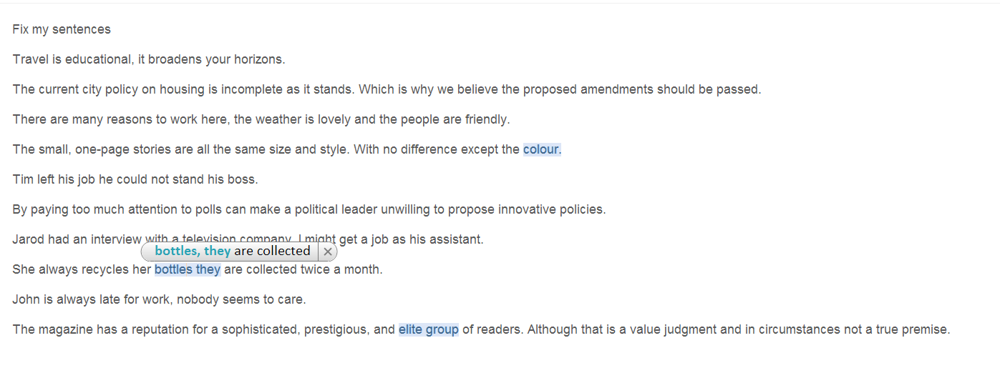 Fix my sentences
Travel is educational, it broadens your horizons.
The current city policy on housing is incomplete as it stands. Which is why we believe the proposed amendments should be passed.
There are many reasons to work here, the weather is lovely and the people are friendly.
The small, one-page stories are all the same size and style. With no difference except the colour.
Tim left his job he could not stand his boss.
By paying too much attention to polls can make a political leader unwilling to propose innovative policies.
Jarod had an interview with a television company. I might get a job as his assistant.
bottles, they are collected
She always recycles her bottles they are collected twice a month.
John is always late for work, nobody seems to care.
The magazine has a reputation for a sophisticated, prestigious, and elite group of readers. Although that is a value judgment and in circumstances not a true premise.